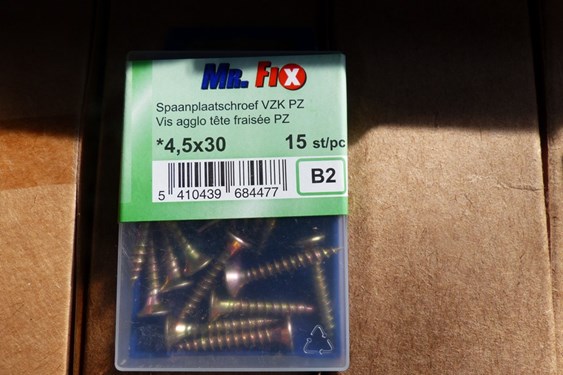 MR. FIX
Spaanplaatschroef VZK PZ
Vis agglo tête fraisée PZ
*4,5x30 15 st/pc
B2
5 410439 684477